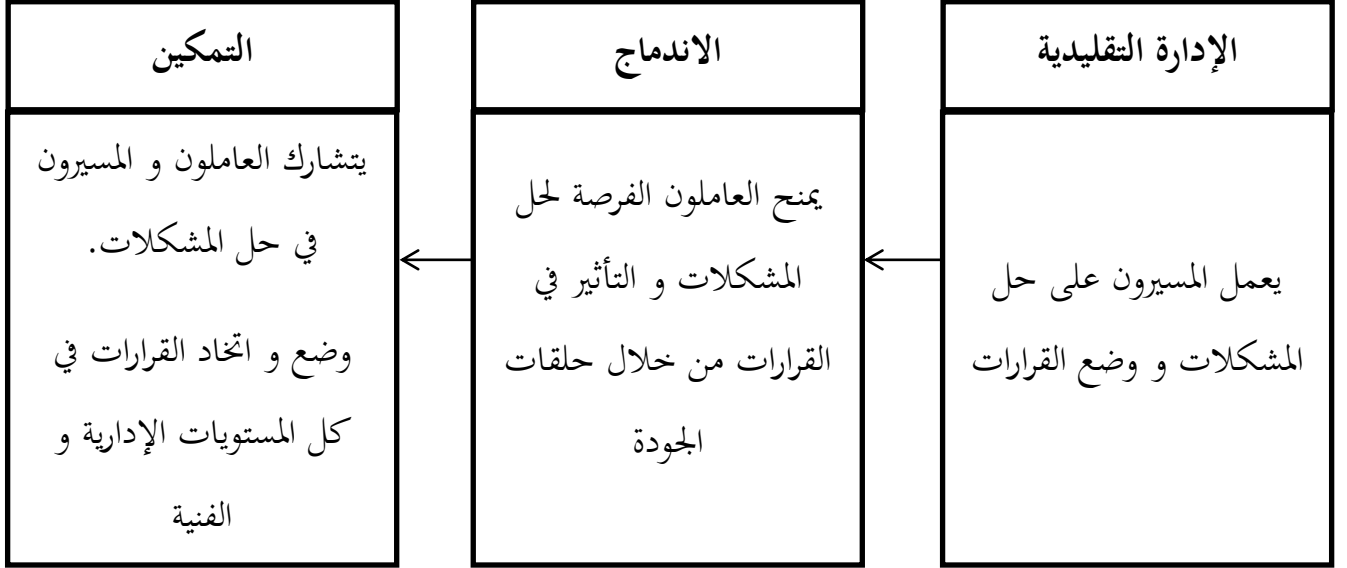 الإدارة التقليدية
يعمل المسيرون على حل
المشكلات و وضع القرارات
الاندماج
يمنح العاملون الفرصة لحل
المشكلات و التأثير في
القرارات من خلال حلقات
الجودة
التمكين
يتشارك العاملون و المسيرون
في حل المشكلات.
وضع و اتخاد القرارات في
كل المستويات الإدارية و
الفنية